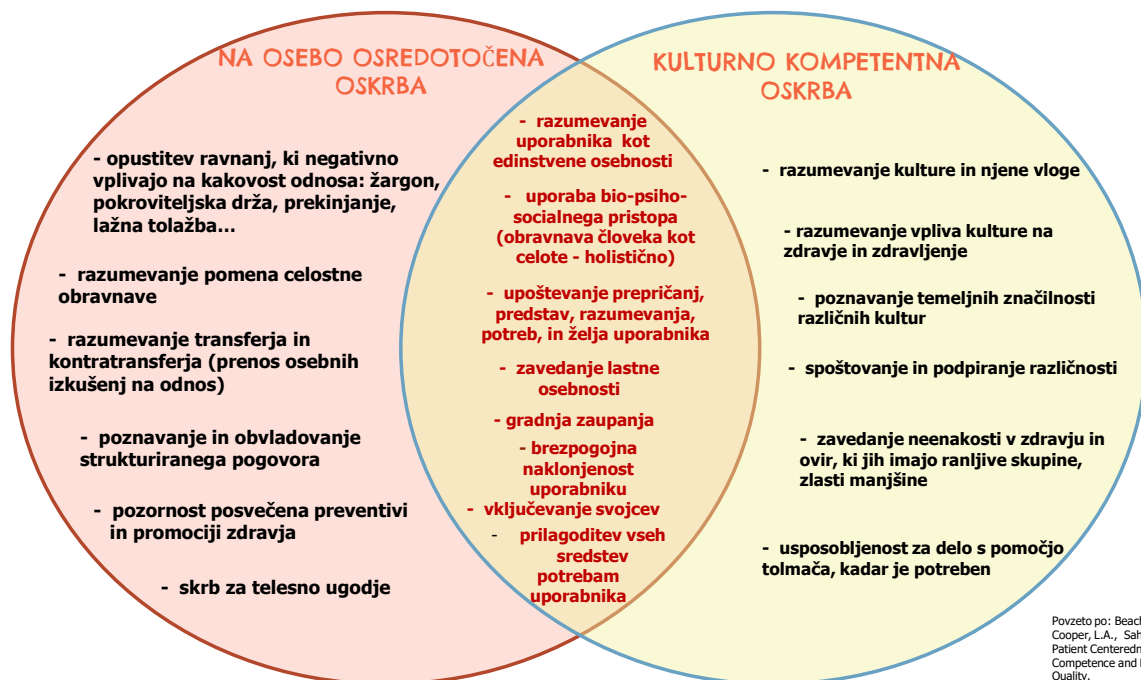 NA OSEBO OSREDOTOČENA
OSKRBA
- opustitev ravnanj, ki negativno
vplivajo na kakovost odnosa: žargon,
pokroviteljska drža, prekinjanje,
lažna tolažba...
- razumevanje pomena celostne
obravnave
- razumevanje transferja in
kontratransferja (prenos osebnih
izkušenj na odnos)
- poznavanje in obvladovanje
strukturiranega pogovora
- pozornost posvečena preventivi
in promociji zdravja
- skrb za telesno ugodje
- razumevanje
uporabnika kot
edinstvene osebnosti
- uporaba bio-psiho-
socialnega pristopa
(obravnava človeka kot
celote - holistično)
- upoštevanje prepričanj,
predstav, razumevanja,
potreb, in želja uporabnika
- zavedanje lastne
osebnosti
- gradnja zaupanja
- brezpogojna
naklonjenost
uporabniku
- vključevanje svojcev
- prilagoditev vseh
sredstev
potrebam
uporabnika
KULTURNO KOMPETENTNA
OSKRBA
- razumevanje kulture in njene vloge
- razumevanje vpliva kulture na
zdravje in zdravljenje
- poznavanje temeljnih značilnosti
različnih kultur
- spoštovanje in podpiranje različnosti
- zavedanje neenakosti v zdravju in
ovir, ki jih imajo ranljive skupine,
zlasti manjšine
- usposobljenost za delo s pomočjo
tolmača, kadar je potreben
Povzeto po: Beach
Cooper, L.A., Sah
Patient Centeredn
Competence and
Quality.